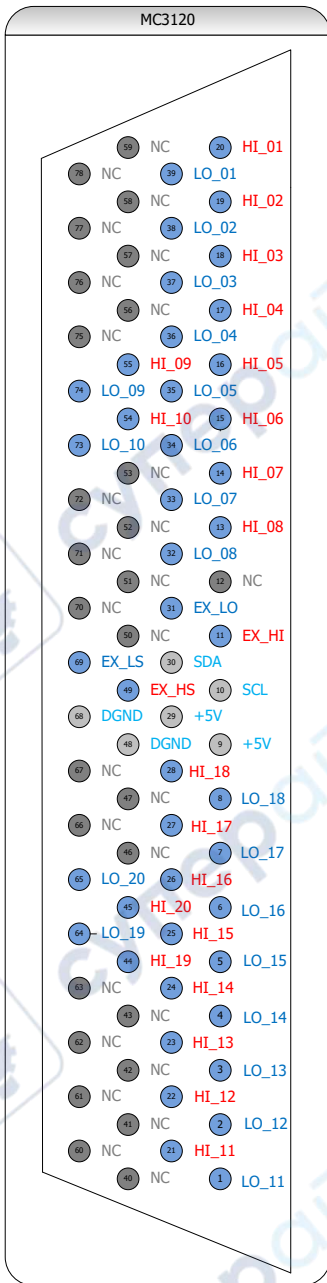 MC3120
59 NC 20 HI_01
78 NC 39 LO_01
58 NC 19 HI_02
77 NC 38 LO_02
57 NC 18 HI_03
76 NC 37 LO_03
56 NC 17 HI_04
75 NC 36 LO_04
55 HI_09 16 HI_05
74 LO_09 35 LO_05
54 HI_10 15 HI_06
73 LO_10 34 LO_06
53 NC 14 HI_07
72 NC 33 LO_07
52 NC 13 HI_08
71 NC 32 LO_08
51 NC 12 NC
70 NC 31 EX_LO
50 NC 11 EX_HI
69 EX_LS 30 SDA
49 EX_HS 10 SCL
68 DGND 29 +5V
48 DGND 9 +5V
67 NC 28 HI_18
47 NC 8 LO_18
66 NC 27 HI_17
46 NC 7 LO_17
65 LO_20 26 HI_16
45 HI_20 6 LO_16
64 LO_19 25 HI_15
44 HI_19 5 LO_15
63 NC 24 HI_14
43 NC 4 LO_14
62 NC 23 HI_13
42 NC 3 LO_13
61 NC 22 HI_12
41 NC 2 LO_12
60 NC 21 HI_11
40 NC 1 LO_11
супер
супер